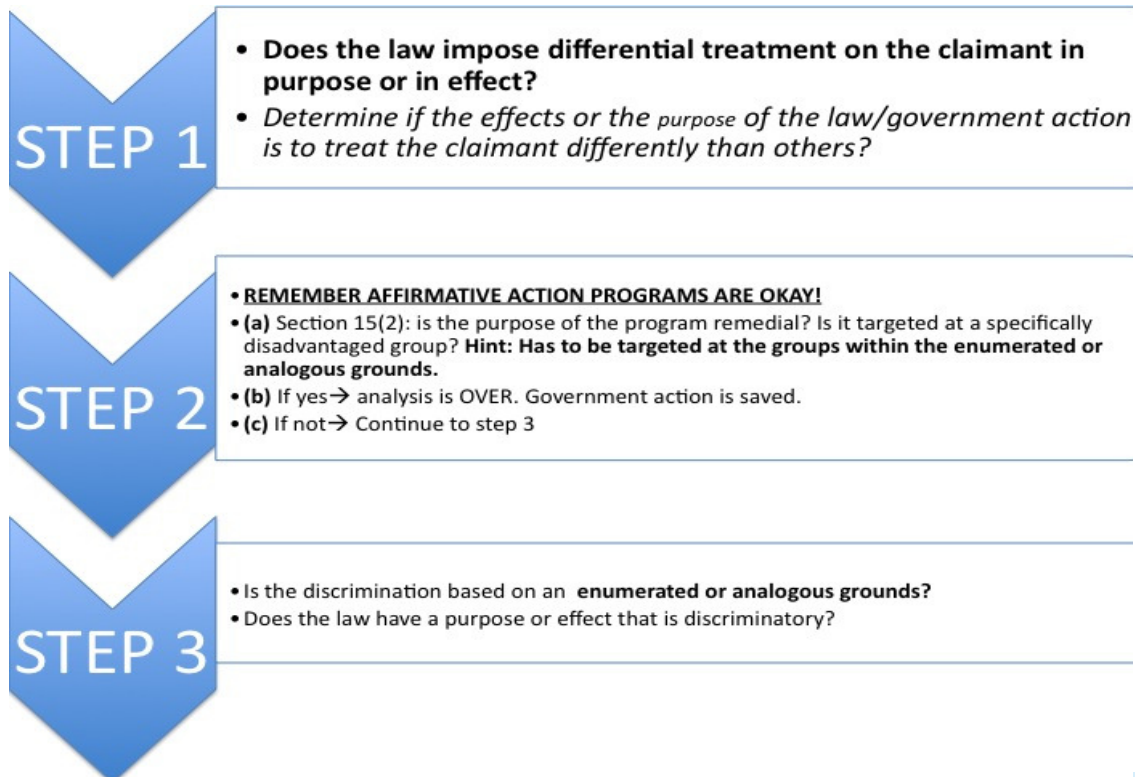 STEP 1
• Does the law impose differential treatment on the claimant in
purpose or in effect?
• Determine if the effects or the purpose of the law/government action
is to treat the claimant differently than others?
STEP 2
• REMEMBER AFFIRMATIVE ACTION PROGRAMS ARE OKAY!
• (a) Section 15(2): is the purpose of the program remedial? Is it targeted at a specifically
disadvantaged group? Hint: Has to be targeted at the groups within the enumerated or
analogous grounds.
• (b) If yes→ analysis is OVER. Government action is saved.
• (c) If not→ Continue to step 3
STEP 3
• Is the discrimination based on an enumerated or analogous grounds?
• Does the law have a purpose or effect that is discriminatory?